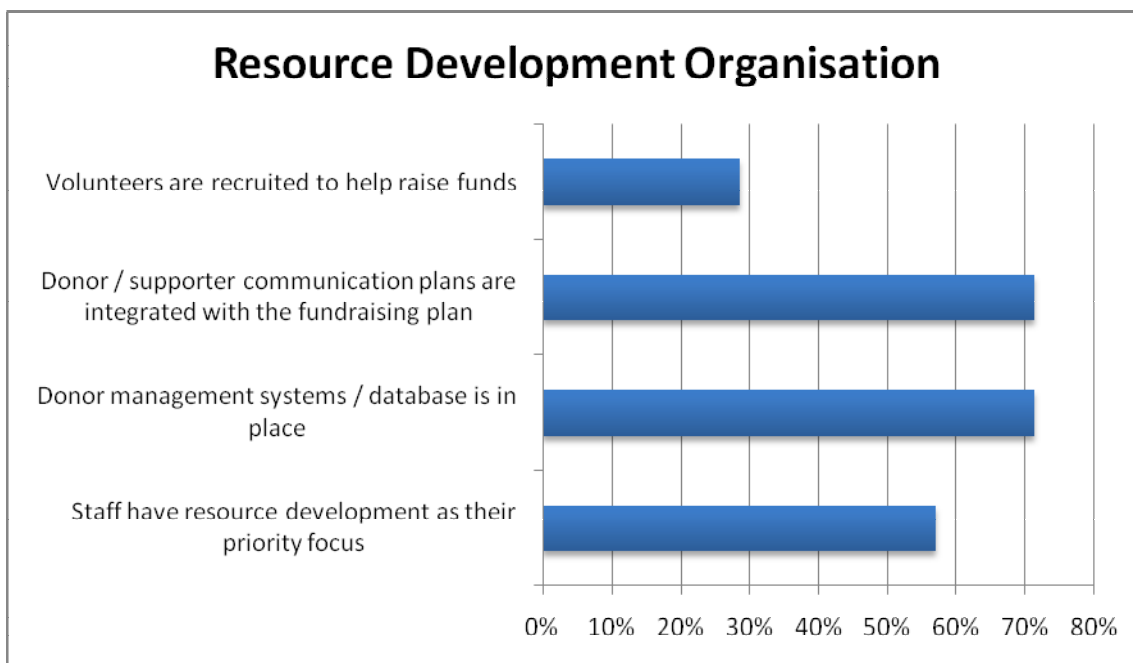 Resource Development Organisation
Volunteers are recruited to help raise funds
Donor / supporter communication plans are
integrated with the fundraising plan
Donor management systems / database is in
place
Staff have resource development as their
priority focus
0% 10% 20% 30% 40% 50% 60% 70% 80%